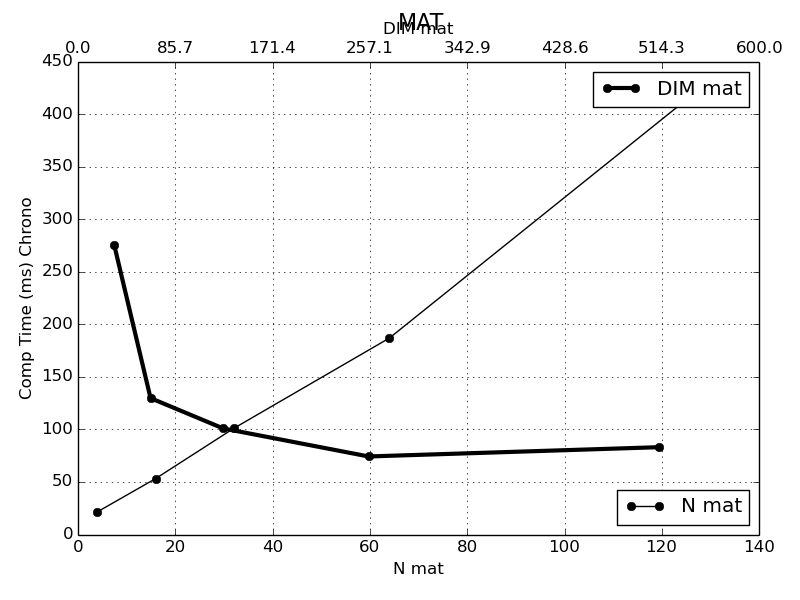 MAT
DIM mat
0.0 85.7 171.4 257.1 342.9 428.6 514.3 600.0
450
400
350
300
250
200
150
100
50
0
Comp Time (ms) Chrono
DIM mat
N mat
0 20 40 60 80 100 120 140
N mat